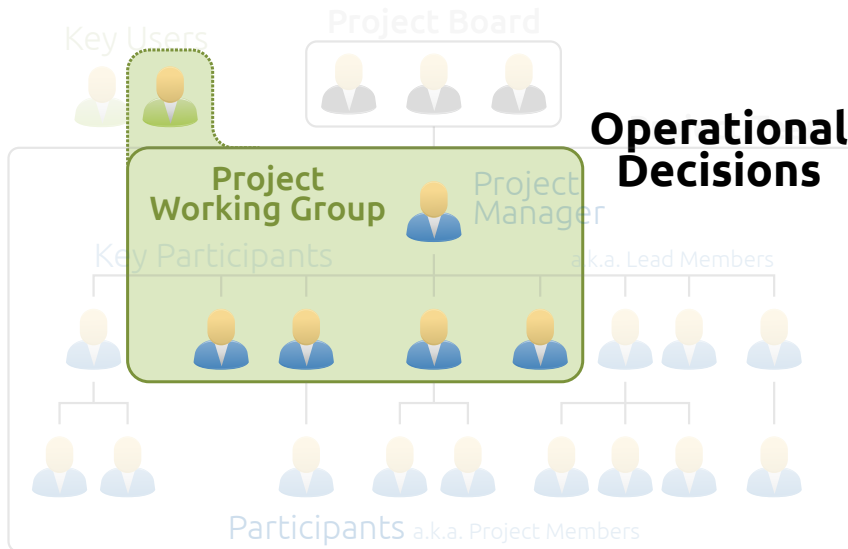 Project Board
Key Users
Operational
Decisions
Project
Working Group
Project
Manager
Key Participants
a.k.a. Lead Members
Participants a.k.a. Project Members